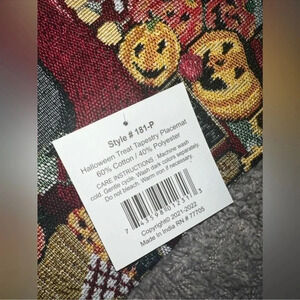 Style # 181-P
Halloween Treat Tapestry Placemat
60% Cotton / 40% Polyester
CARE INSTRUCTIONS: Machine wash
cold. Gentle cycle. Wash dark colors separately.
Do not bleach. Warm iron if necessary.
Copyright© 2021-2022
Made In India RN # 77705